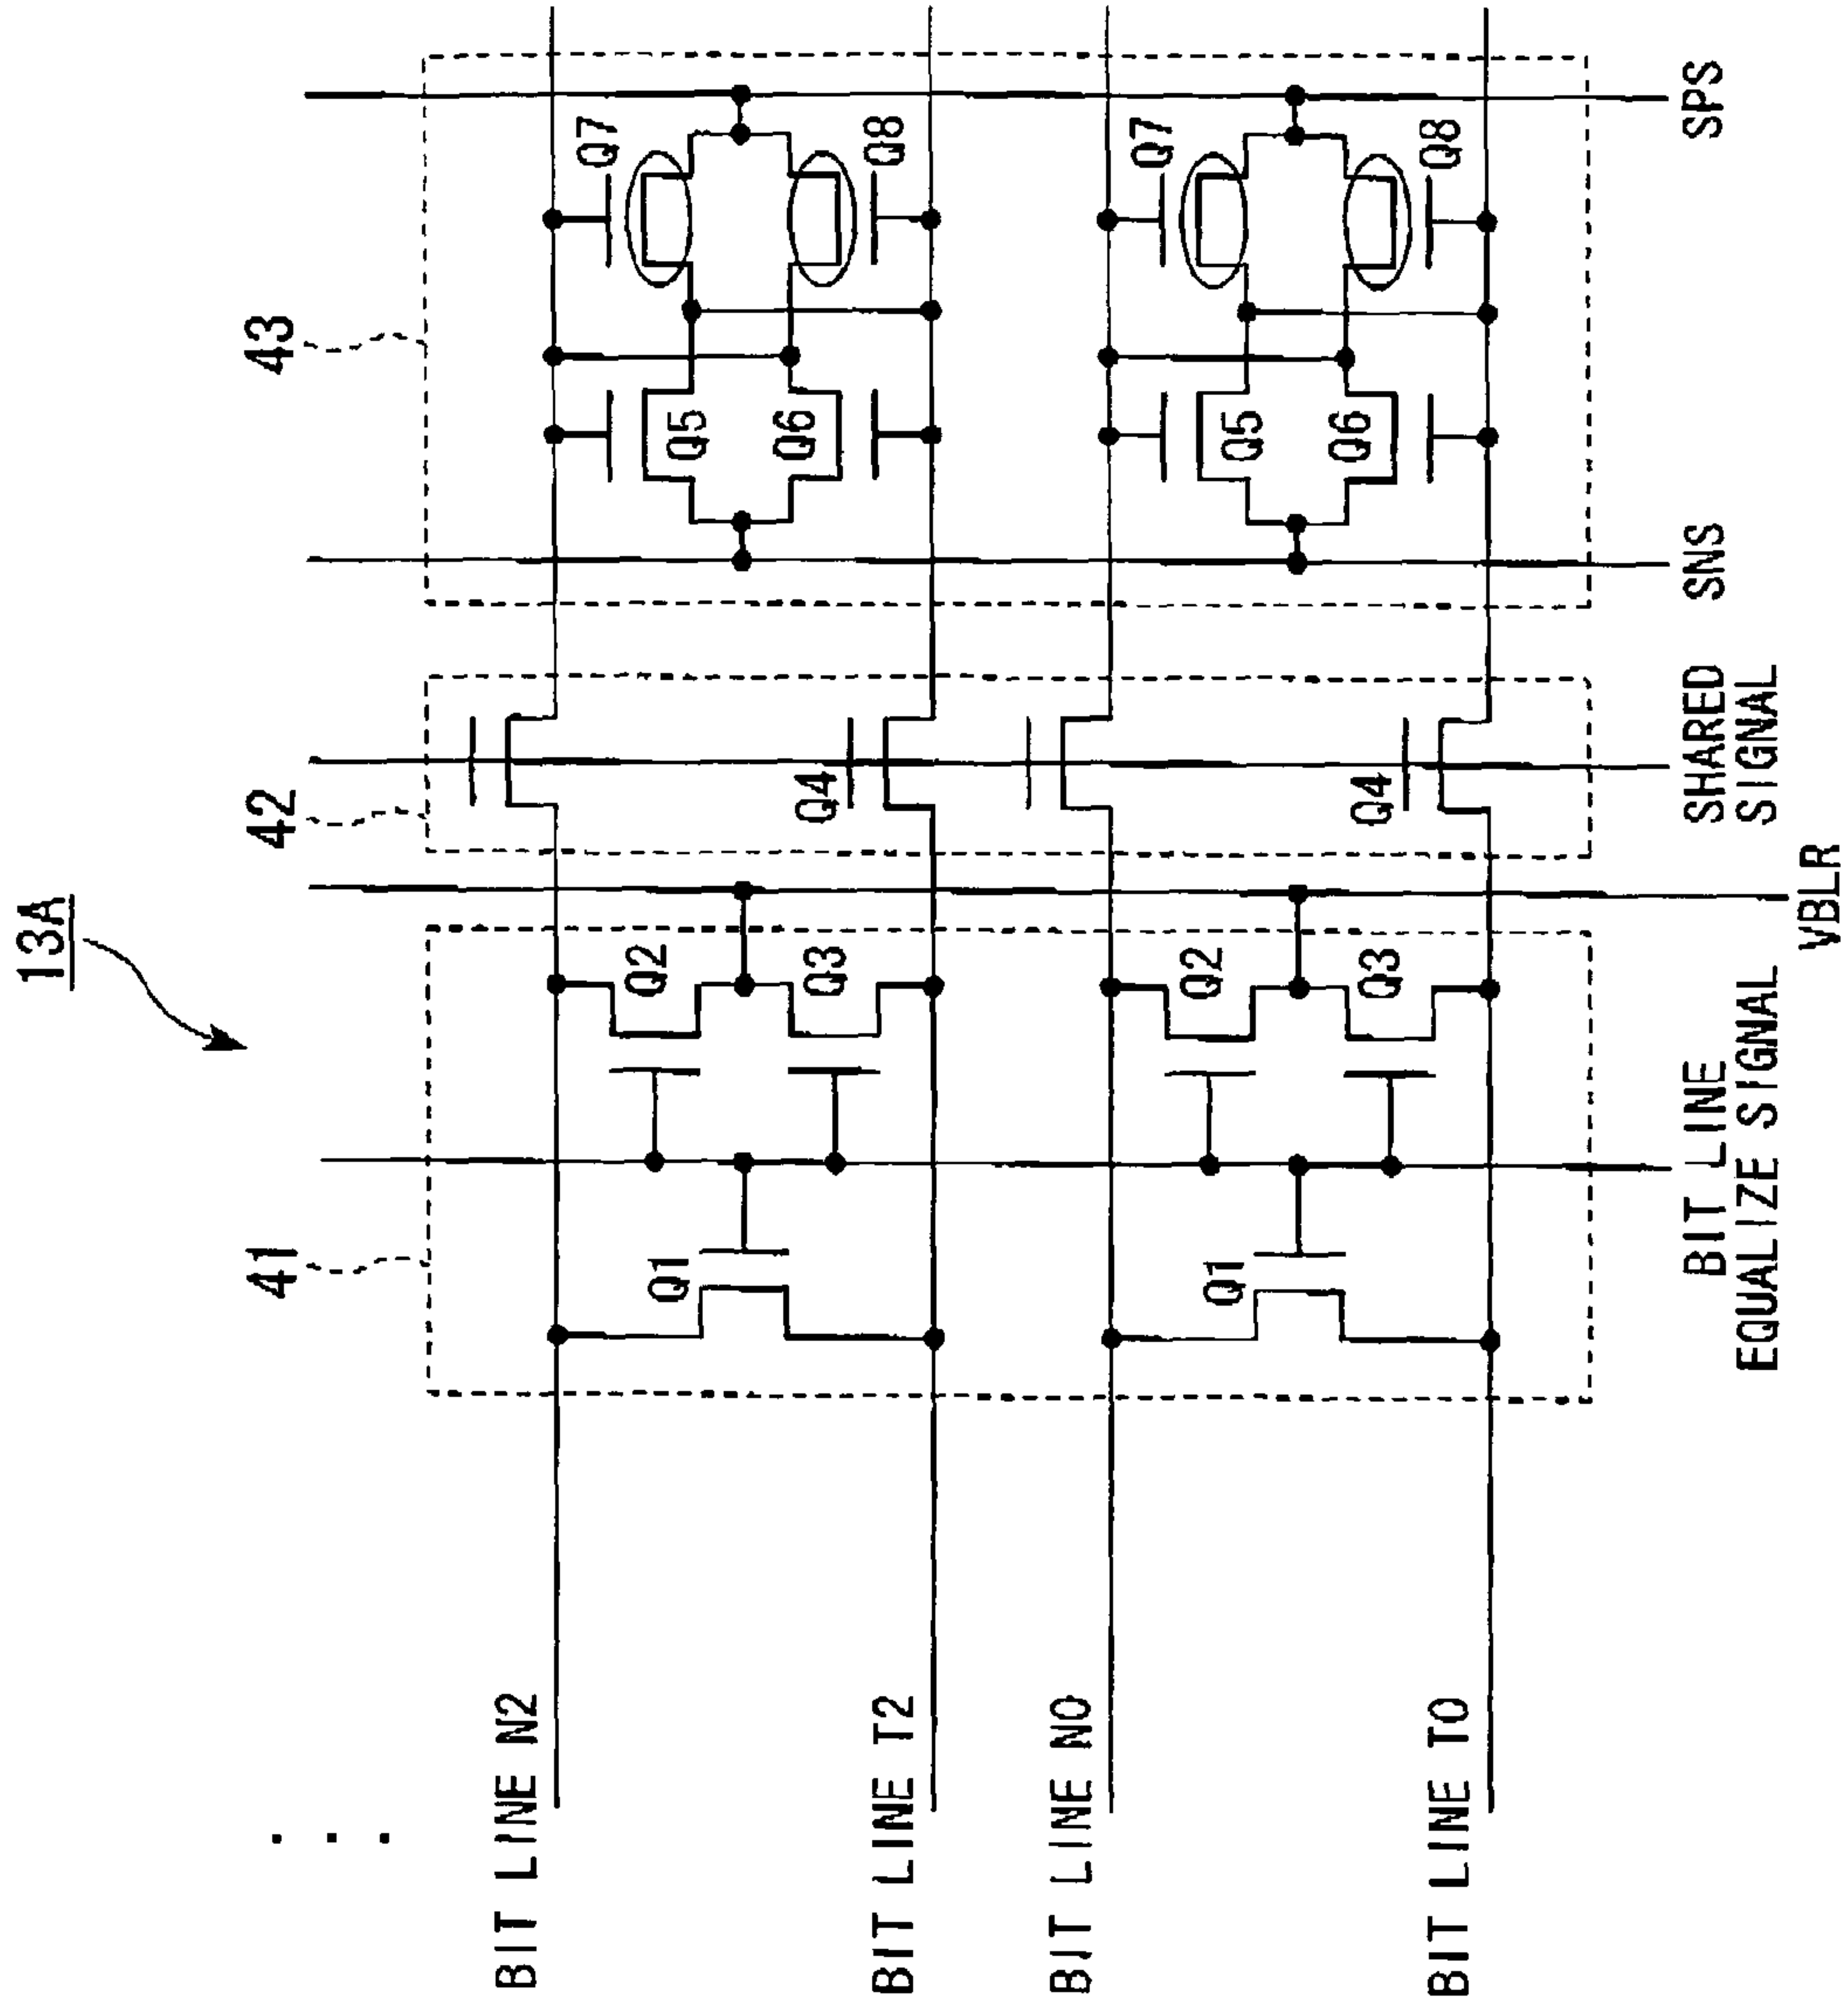 13A
41
42
43
BIT LINE N2
Q1
Q2
Q3
Q4
Q5
Q6
Q7
Q8
BIT LINE T2
BIT LINE N0
Q1
Q2
Q3
Q4
Q5
Q6
Q7
Q8
BIT LINE T0
BIT LINE
EQUALIZE SIGNAL
VBLR
SHARED
SIGNAL
SNS
SPS
. . .